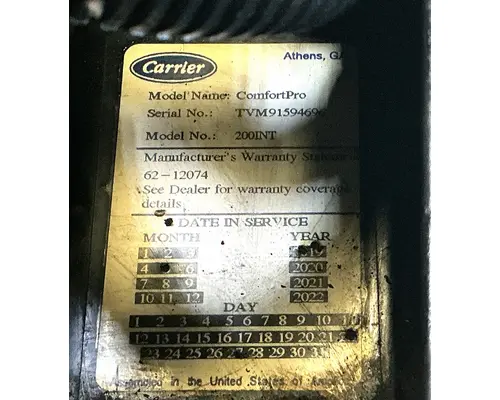 Carrier
Athens, GA
Model Name: ComfortPro
Serial No.: TVM9159469
Model No.: 200INT
Manufacturer's Warranty
62-12074
See Dealer for warranty coverage
details
DATE IN SERVICE
MONTH YEAR
1 2 3 2019
4 6 2020
7 8 9 2021
10 11 12 2022
DAY
1 2 3 4 5 6 7 8 9 10 11
12 13 14 15 16 17 18 19 20 21
23 24 25 26 27 28 29 30 31
Assembled in the United States of America